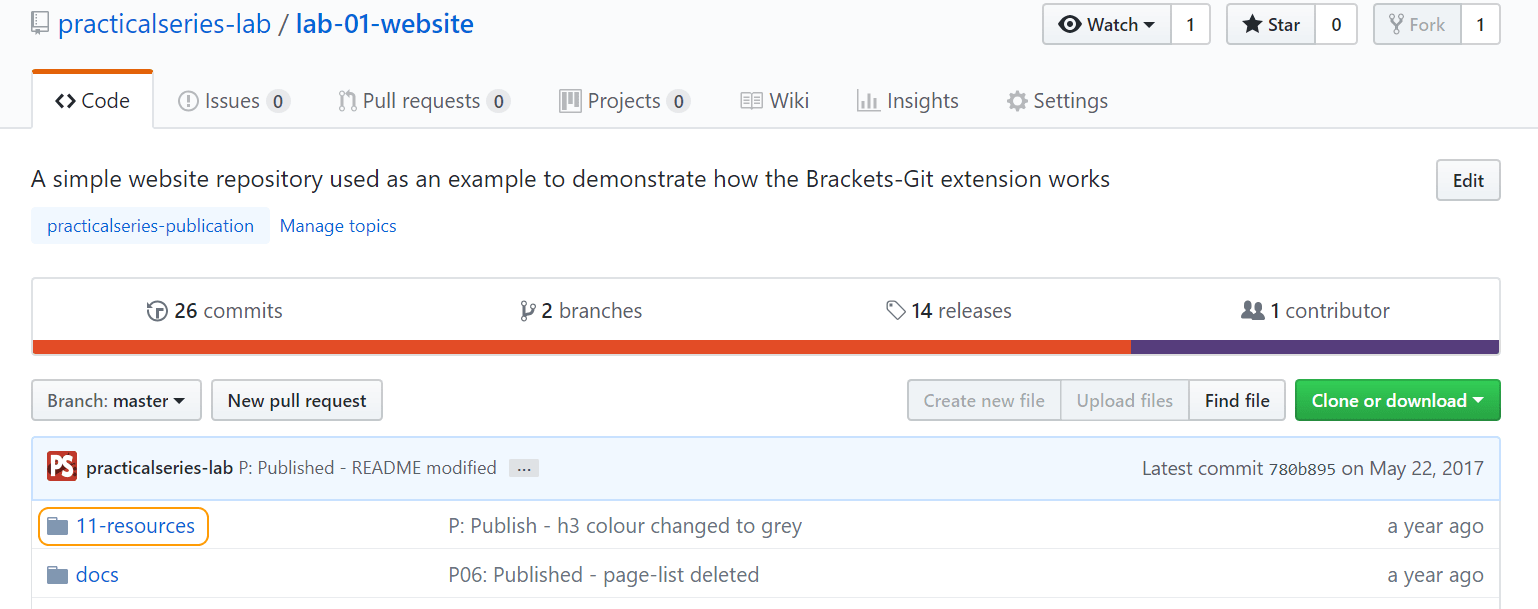 practicalseries-lab / lab-01-website Watch 1 Star 0 Fork 1
Code Issues 0 Pull requests 0 Projects 0 Wiki Insights Settings
A simple website repository used as an example to demonstrate how the Brackets-Git extension works Edit
practicalseries-publication Manage topics
26 commits 2 branches 14 releases 1 contributor
Branch: master New pull request Create new file Upload files Find file Clone or download
PS practicalseries-lab P: Published - README modified ... Latest commit 780b895 on May 22, 2017
11-resources P: Publish - h3 colour changed to grey a year ago
docs P06: Published - page-list deleted a year ago